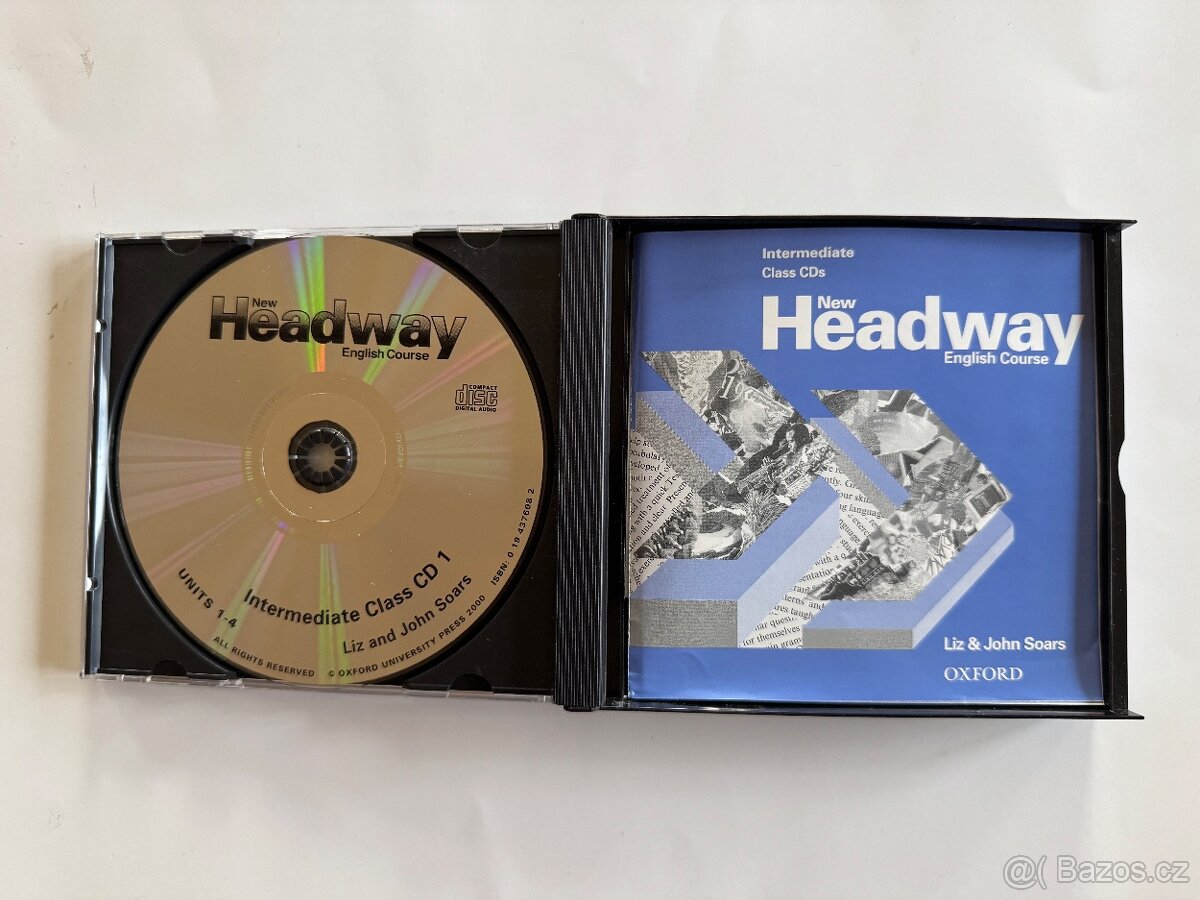 New
Headway
English Course
COMPACT
disc
DIGITAL AUDIO
Intermediate Class CD 1
UNITS 1-4
Liz and John Soars
ALL RIGHTS RESERVED © OXFORD UNIVERSITY PRESS 2000 ISBN: 0 19 437608 2
Intermediate
Class CDs
New
Headway
English Course
Liz & John Soars
OXFORD
@( Bazos.cz